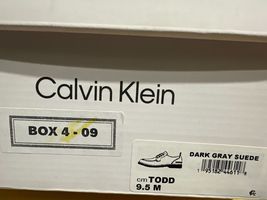 Calvin Klein
BOX 4 - 09
DARK GRAY SUEDE
cm TODD
9.5 M